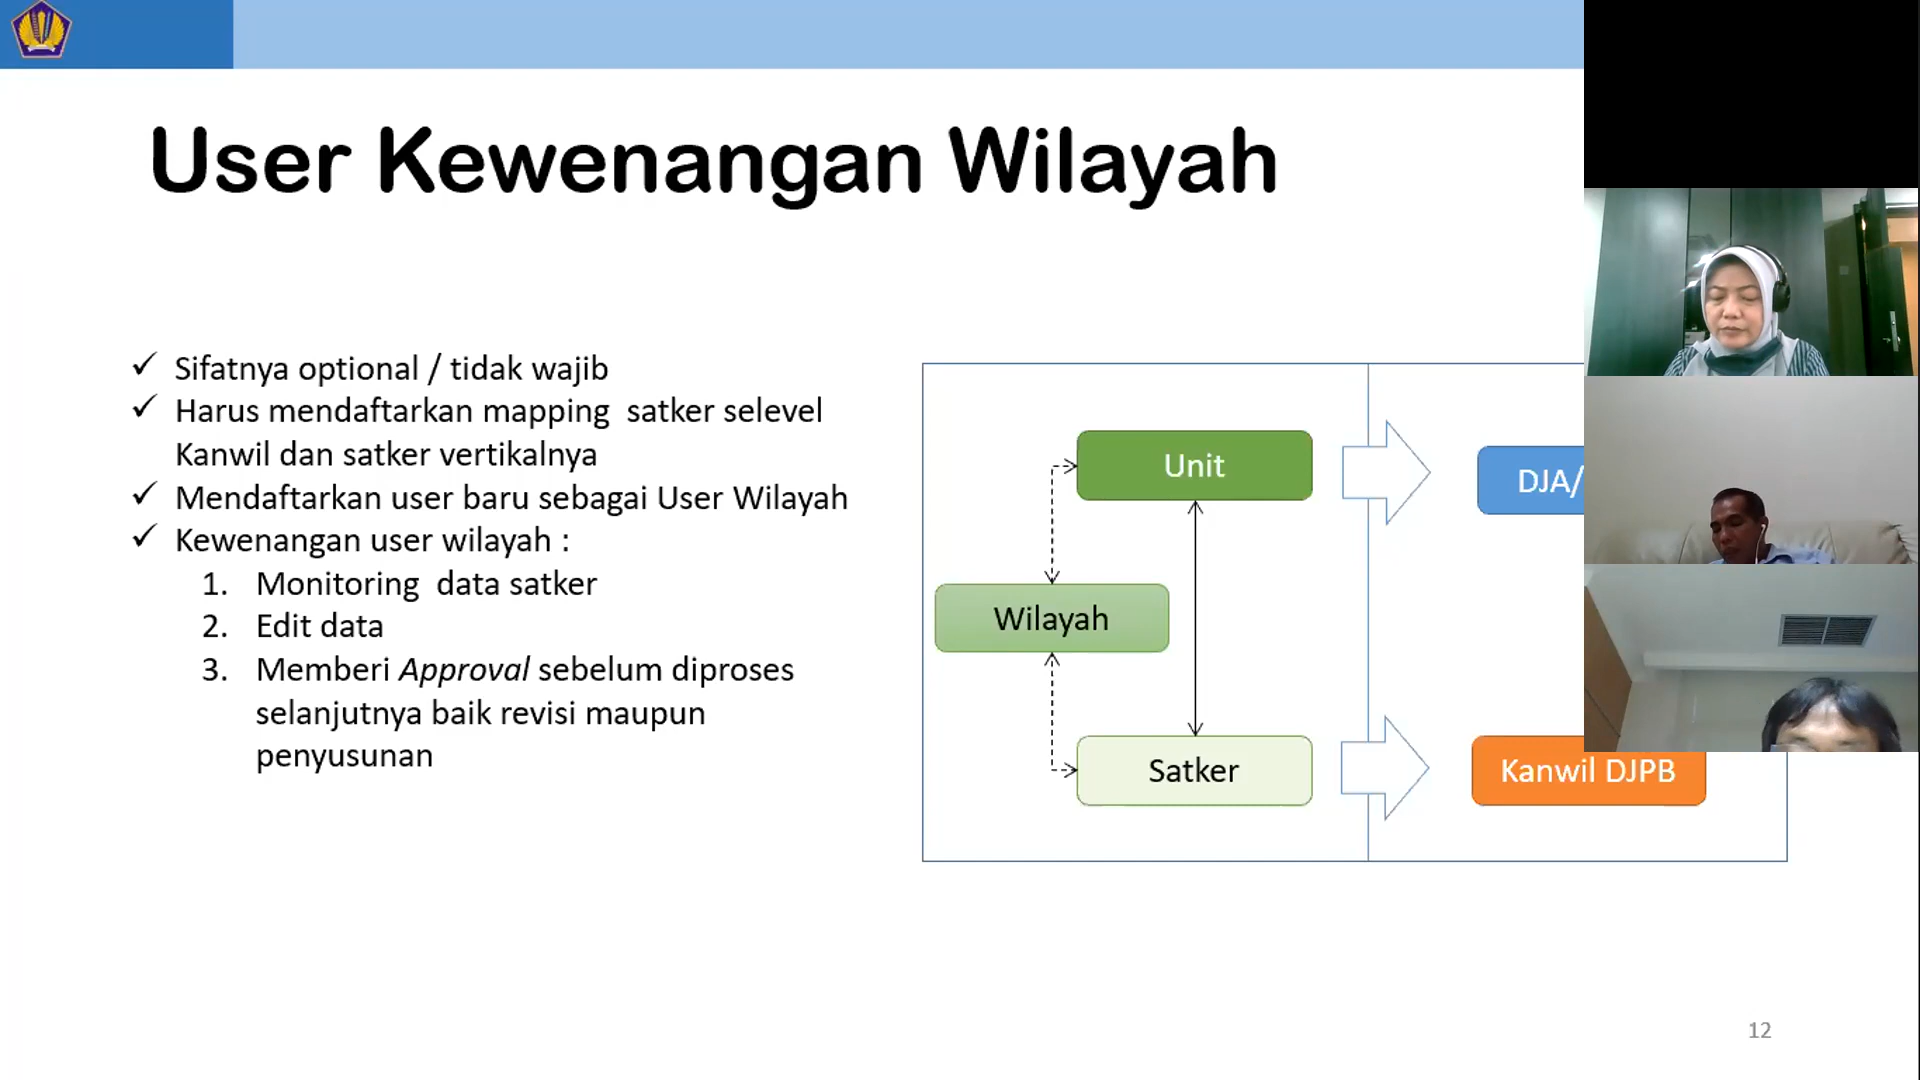 User Kewenangan Wilayah
✓ Sifatnya optional / tidak wajib
✓ Harus mendaftarkan mapping satker selevel
Kanwil dan satker vertikalnya
✓ Mendaftarkan user baru sebagai User Wilayah
✓ Kewenangan user wilayah :
1. Monitoring data satker
2. Edit data
3. Memberi Approval sebelum diproses
selanjutnya baik revisi maupun
penyusunan
Unit
DJA/
Wilayah
Satker
Kanwil DJPB
12